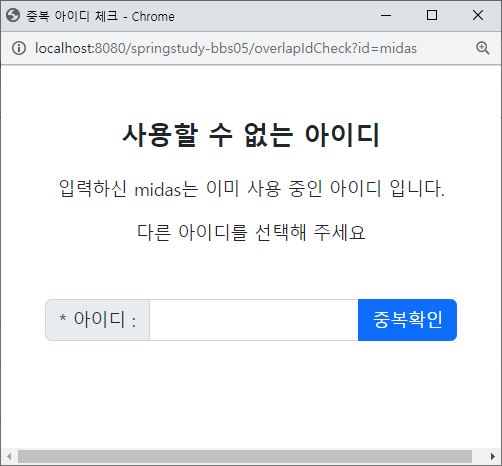 중복 아이디 체크 - Chrome
localhost:8080/springstudy-bbs05/overlapIdCheck?id=midas
사용할 수 없는 아이디
입력하신 midas는 이미 사용 중인 아이디 입니다.
다른 아이디를 선택해 주세요
* 아이디 :
중복확인